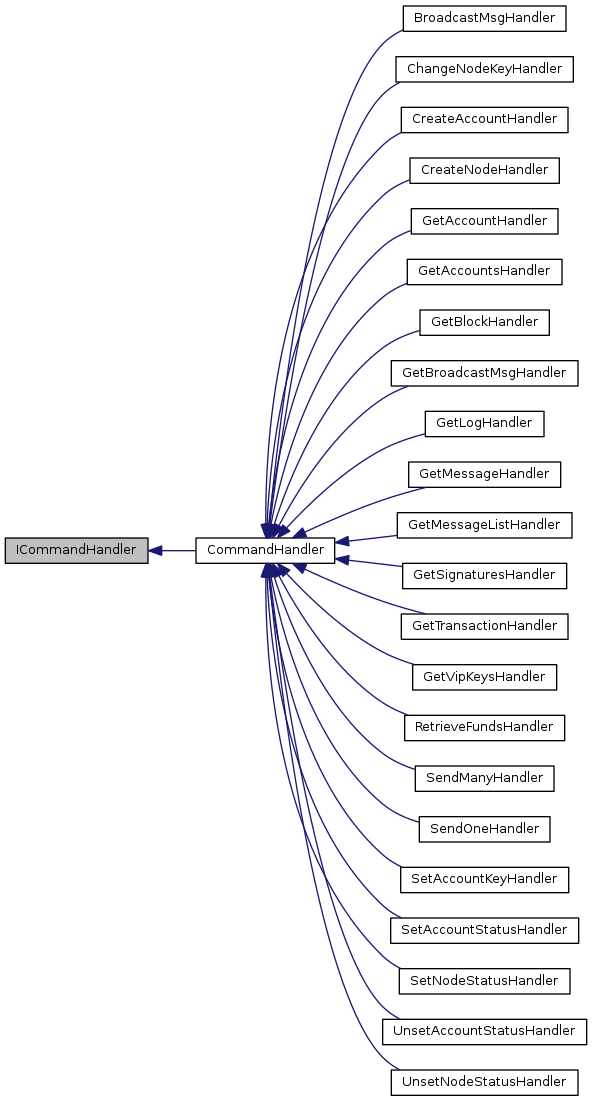 BroadcastMsgHandler
ChangeNodeKeyHandler
CreateAccountHandler
CreateNodeHandler
GetAccountHandler
GetAccountsHandler
GetBlockHandler
GetBroadcastMsgHandler
GetLogHandler
GetMessageHandler
GetMessageListHandler
ICommandHandler
CommandHandler
GetSignaturesHandler
GetTransactionHandler
GetVipKeysHandler
RetrieveFundsHandler
SendManyHandler
SendOneHandler
SetAccountKeyHandler
SetAccountStatusHandler
SetNodeStatusHandler
UnsetAccountStatusHandler
UnsetNodeStatusHandler